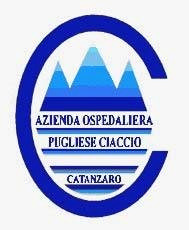 AZIENDA OSPEDALIERA
PUGLIESE CIACCIO
CATANZARO